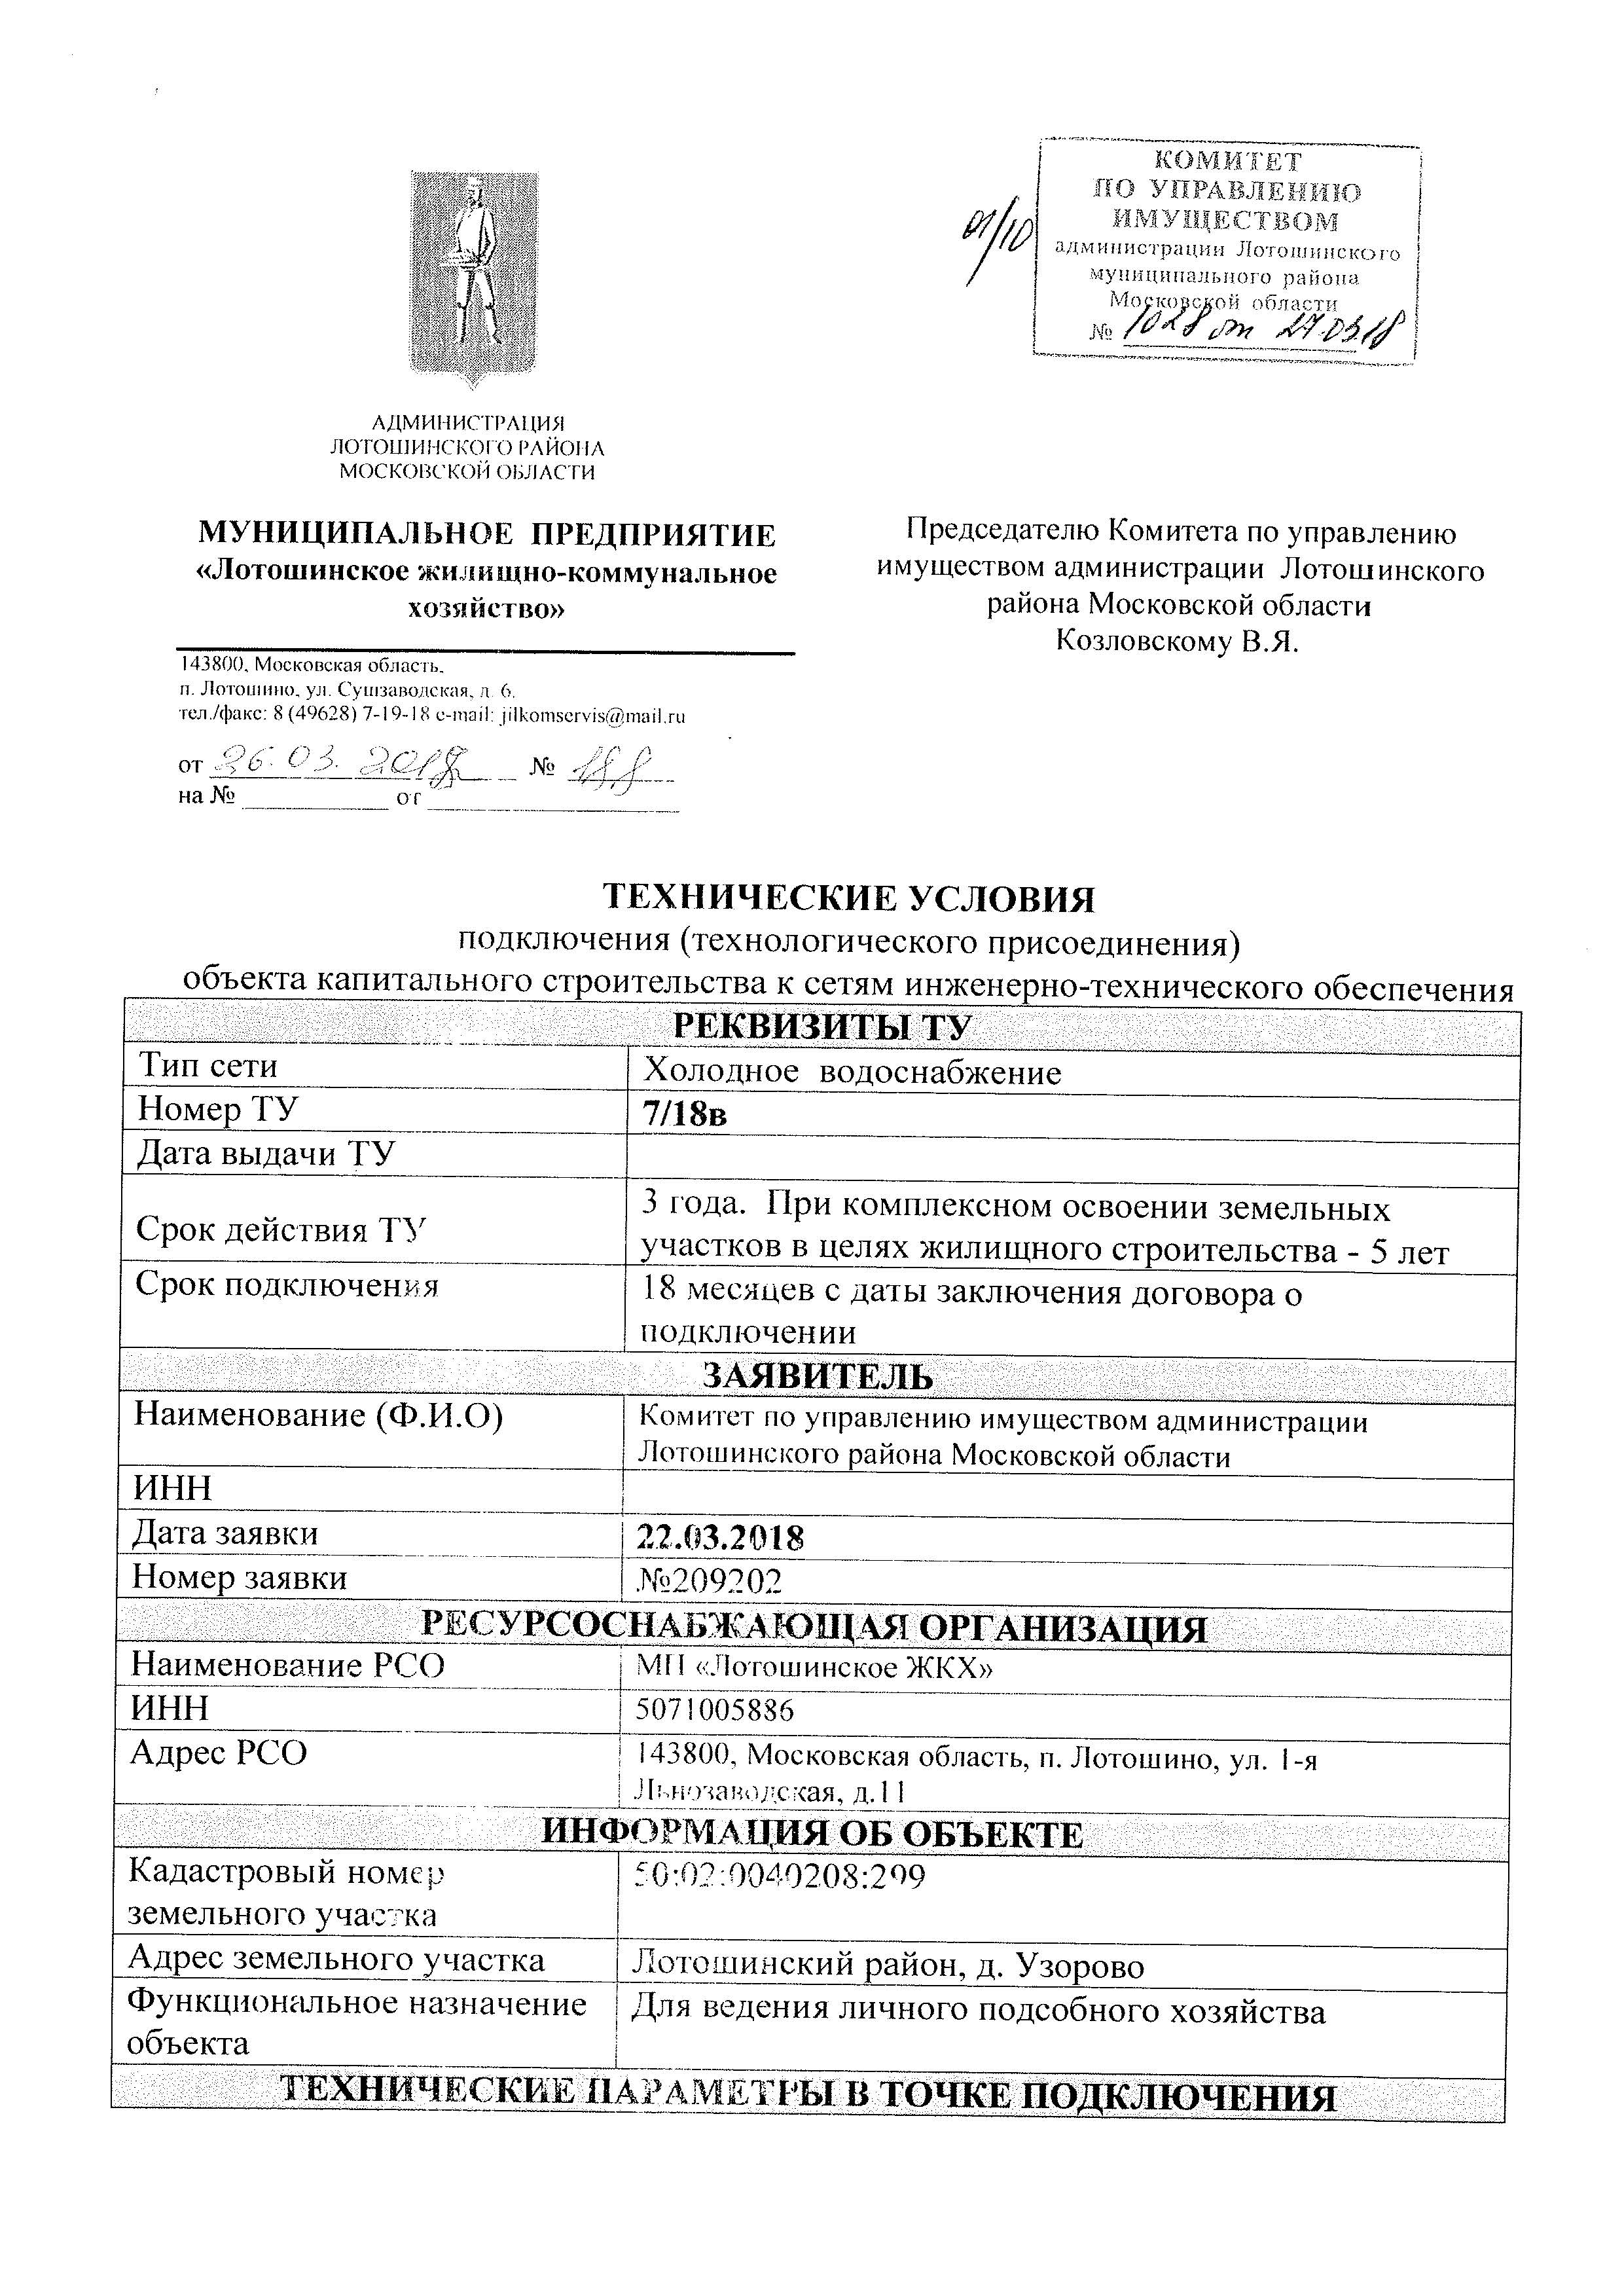 КОМИТЕТ
ПО УПРАВЛЕНИЮ
ИМУЩЕСТВОМ
администрации Лотошинского
муниципального района
Московской области
№ 1028 от 27.03.18
01/10
АДМИНИСТРАЦИЯ
ЛОТОШИНСКОГО РАЙОНА
МОСКОВСКОЙ ОБЛАСТИ
МУНИЦИПАЛЬНОЕ ПРЕДПРИЯТИЕ
«Лотошинское жилищно-коммунальное
хозяйство»
143800, Московская область,
п. Лотошино, ул. Сушзаводская, д. 6,
тел./факс: 8 (49628) 7-19-18 e-mail: jilkomservis@mail.ru
от 26.03.2018 № 188
на № от
Председателю Комитета по управлению
имуществом администрации Лотошинского
района Московской области
Козловскому В.Я.
ТЕХНИЧЕСКИЕ УСЛОВИЯ
подключения (технологического присоединения)
объекта капитального строительства к сетям инженерно-технического обеспечения
РЕКВИЗИТЫ ТУ
Тип сети Холодное водоснабжение
Номер ТУ 7/18в
Дата выдачи ТУ
Срок действия ТУ 3 года. При комплексном освоении земельных
участков в целях жилищного строительства - 5 лет
Срок подключения 18 месяцев с даты заключения договора о
подключении
ЗАЯВИТЕЛЬ
Наименование (Ф.И.О) Комитет по управлению имуществом администрации
Лотошинского района Московской области
ИНН
Дата заявки 22.03.2018
Номер заявки №209202
РЕСУРСОСНАБЖАЮЩАЯ ОРГАНИЗАЦИЯ
Наименование РСО МП «Лотошинское ЖКХ»
ИНН 5071005886
Адрес РСО 143800, Московская область, п. Лотошино, ул. 1-я
Льнозаводская, д.11
ИНФОРМАЦИЯ ОБ ОБЪЕКТЕ
Кадастровый номер 50:02:0040208:299
земельного участка
Адрес земельного участка Лотошинский район, д. Узорово
Функциональное назначение Для ведения личного подсобного хозяйства
объекта
ТЕХНИЧЕСКИЕ ПАРАМЕТРЫ В ТОЧКЕ ПОДКЛЮЧЕНИЯ